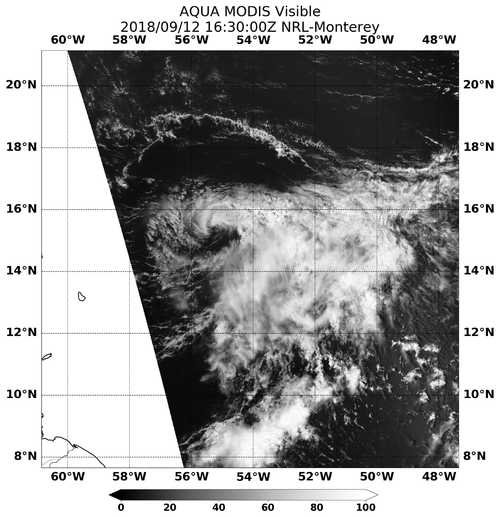 AQUA MODIS Visible
2018/09/12 16:30:00Z NRL-Monterey
60°W 58°W 56°W 54°W 52°W 50°W 48°W
20°N 20°N
18°N 18°N
16°N 16°N
14°N 14°N
12°N 12°N
10°N 10°N
8°N 8°N
60°W 58°W 56°W 54°W 52°W 50°W 48°W
0 20 40 60 80 100